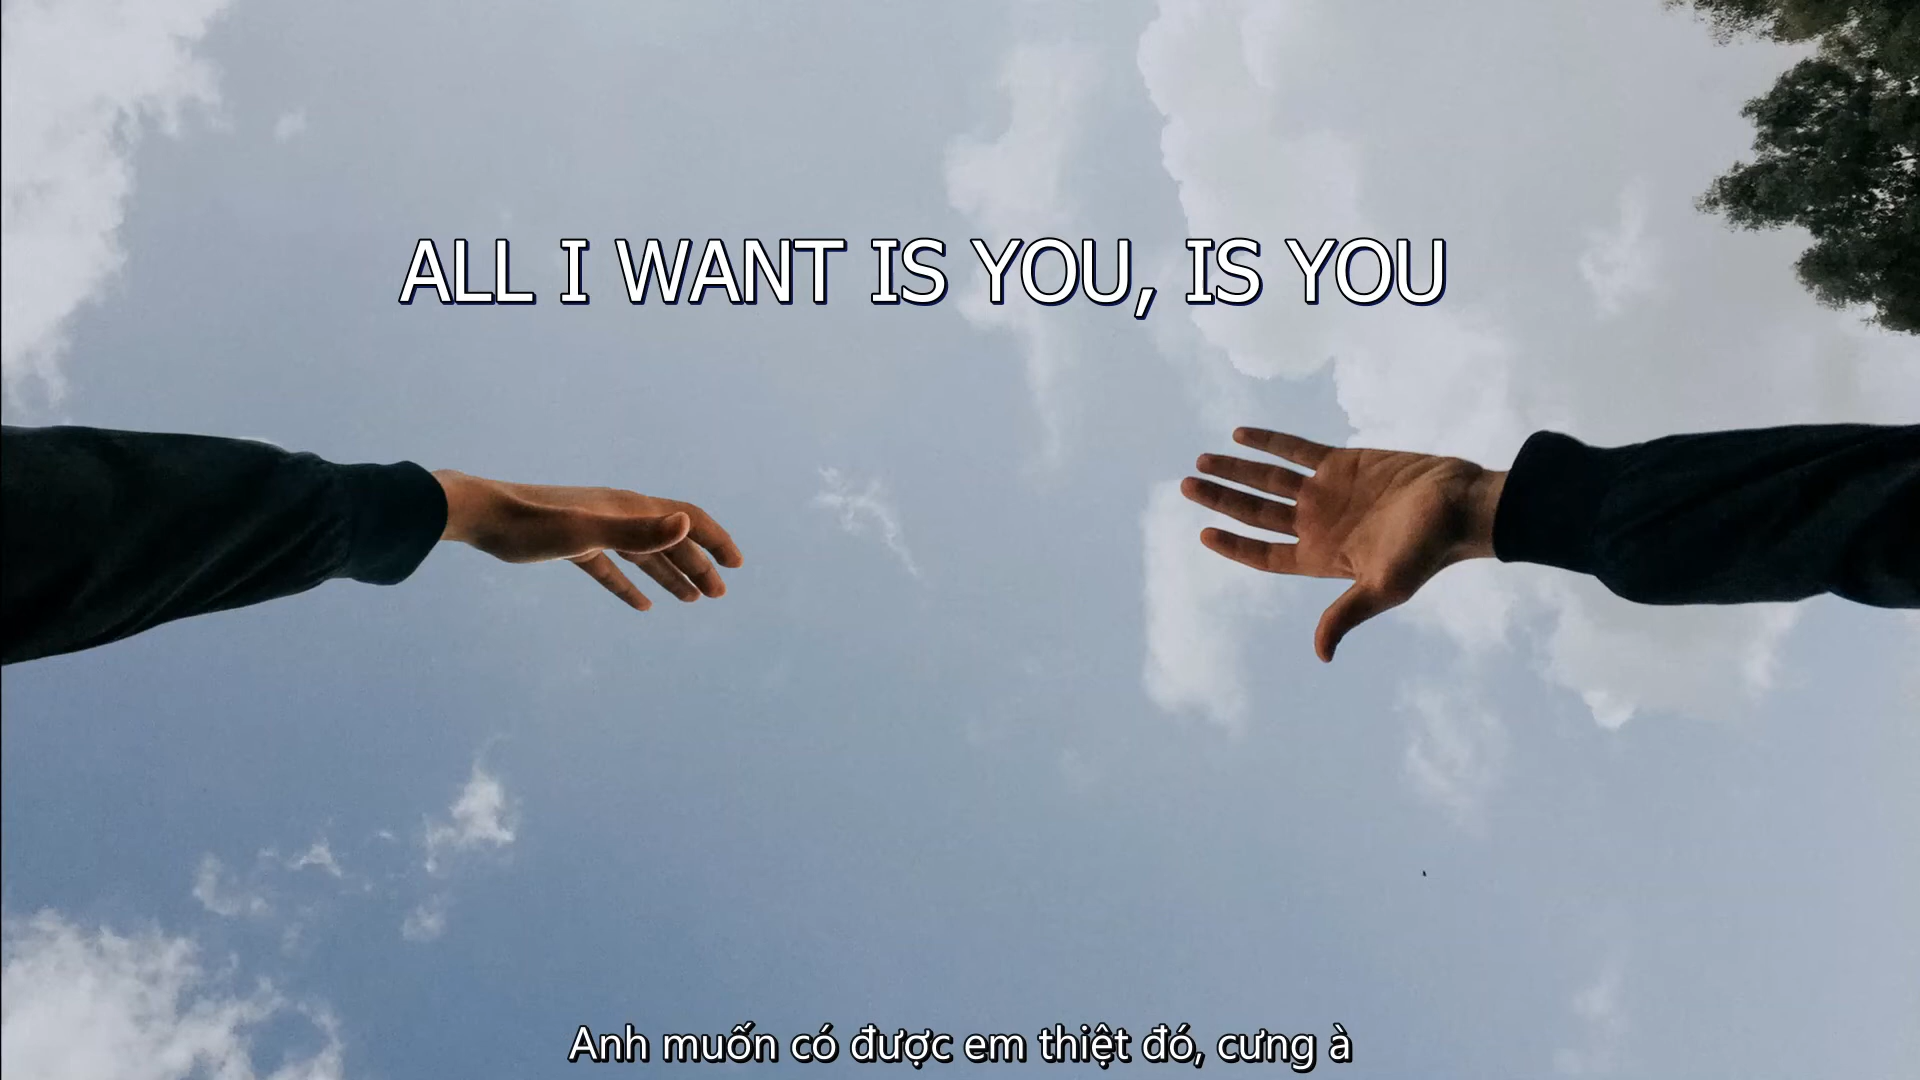 ALL I WANT IS YOU, IS YOU
Anh muốn có được em thiệt đó, cưng à